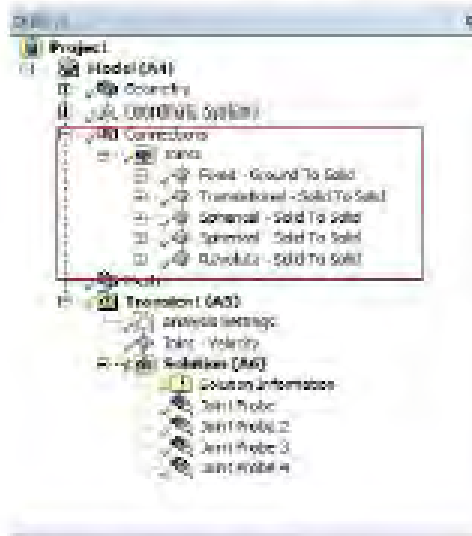 Project
Model (A4)
Geometry
Coordinate Systems
Connections
Joints
Fixed - Ground To Solid
Translational - Solid To Solid
Spherical - Solid To Solid
Spherical - Solid To Solid
Revolute - Solid To Solid
Mesh
Transient (A5)
Analysis Settings
Joint - Velocity
Solution (A6)
Solution Information
Joint Probe
Joint Probe 2
Joint Probe 3
Joint Probe 4